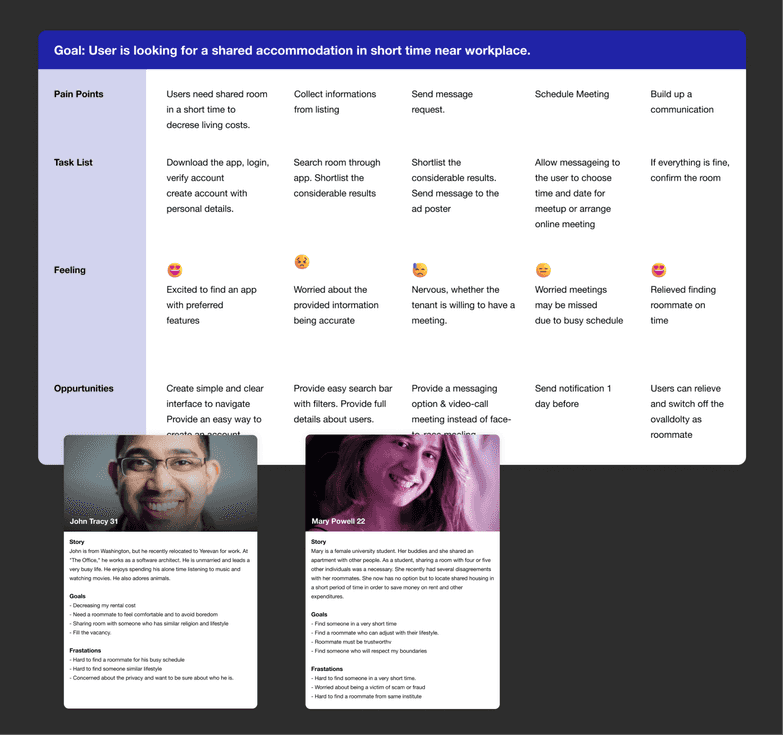 Goal: User is looking for a shared accommodation in short time near workplace.
Pain Points
Users need shared room
in a short time to
decrese living costs.
Collect informations
from listing
Send message
request.
Schedule Meeting
Build up a
communication
Task List
Download the app, login,
verify account
create account with
personal details.
Search room through
app. Shortlist the
considerable results
Shortlist the
considerable results.
Send message to the
ad poster
Allow messageing to
the user to choose
time and date for
meetup or arrange
online meeting
If everything is fine,
confirm the room
Feeling
Excited to find an app
with preferred
features
Worried about the
provided intormation
being accurate
Nervous, whether the
tenant is willing to have a
meeting.
Worried meetings
may be missed
due to busy schedule
Relieved finding
roommate on
time
Oppurtunities
Create simple and clear
interface to navigate
Provide an easy way to
create an account
Provide easy search bar
with filters. Provide full
details about users.
Provide a messaging
option & video-call
meeting instead of face-
Send notification 1
day before
Users can relieve
and switch off the
ovalldolty as
roommate
John Tracy 31
Story
John is from Washington, but he recently relocated to Yerevan for work. At
"The Office," he works as a software architect. He is unmarried and leads a
very busy life. He enjoys spending his alone time listening to music and
watching movies. He also adores animals.
Goals
- Decreasing my rental cost
- Need a roommate to feel comfortable and to avoid boredom
- Sharing room with someone who has similar religion and lifestyle
- Fill the vacancy.
Frastations
- Hard to find a roommate for his busy schedule
- Hard to find someone similar lifestyle
- Concerned about the privacy and want to be sure about who he is.
Mary Powell 22
Story
Mary is a female university student. Her buddies and she shared an
apartment with other people. As a student, sharing a room with four or five
other individuals was a necessary. She recently had several disagreements
with her roommates. She now has no option but to locate shared housing in
a short period of time in order to save money on rent and other
expenditures.
Goals
- Find someone in a very short time
- Find a roommate who can adjust with their lifestyle.
- Roommate must be trustworthv
- Find someone who will respect my boundaries
Frastations
- Hard to find someone in a very short time.
- Worried about being a victim of scam or fraud
- Hard to find a roommate from same institute